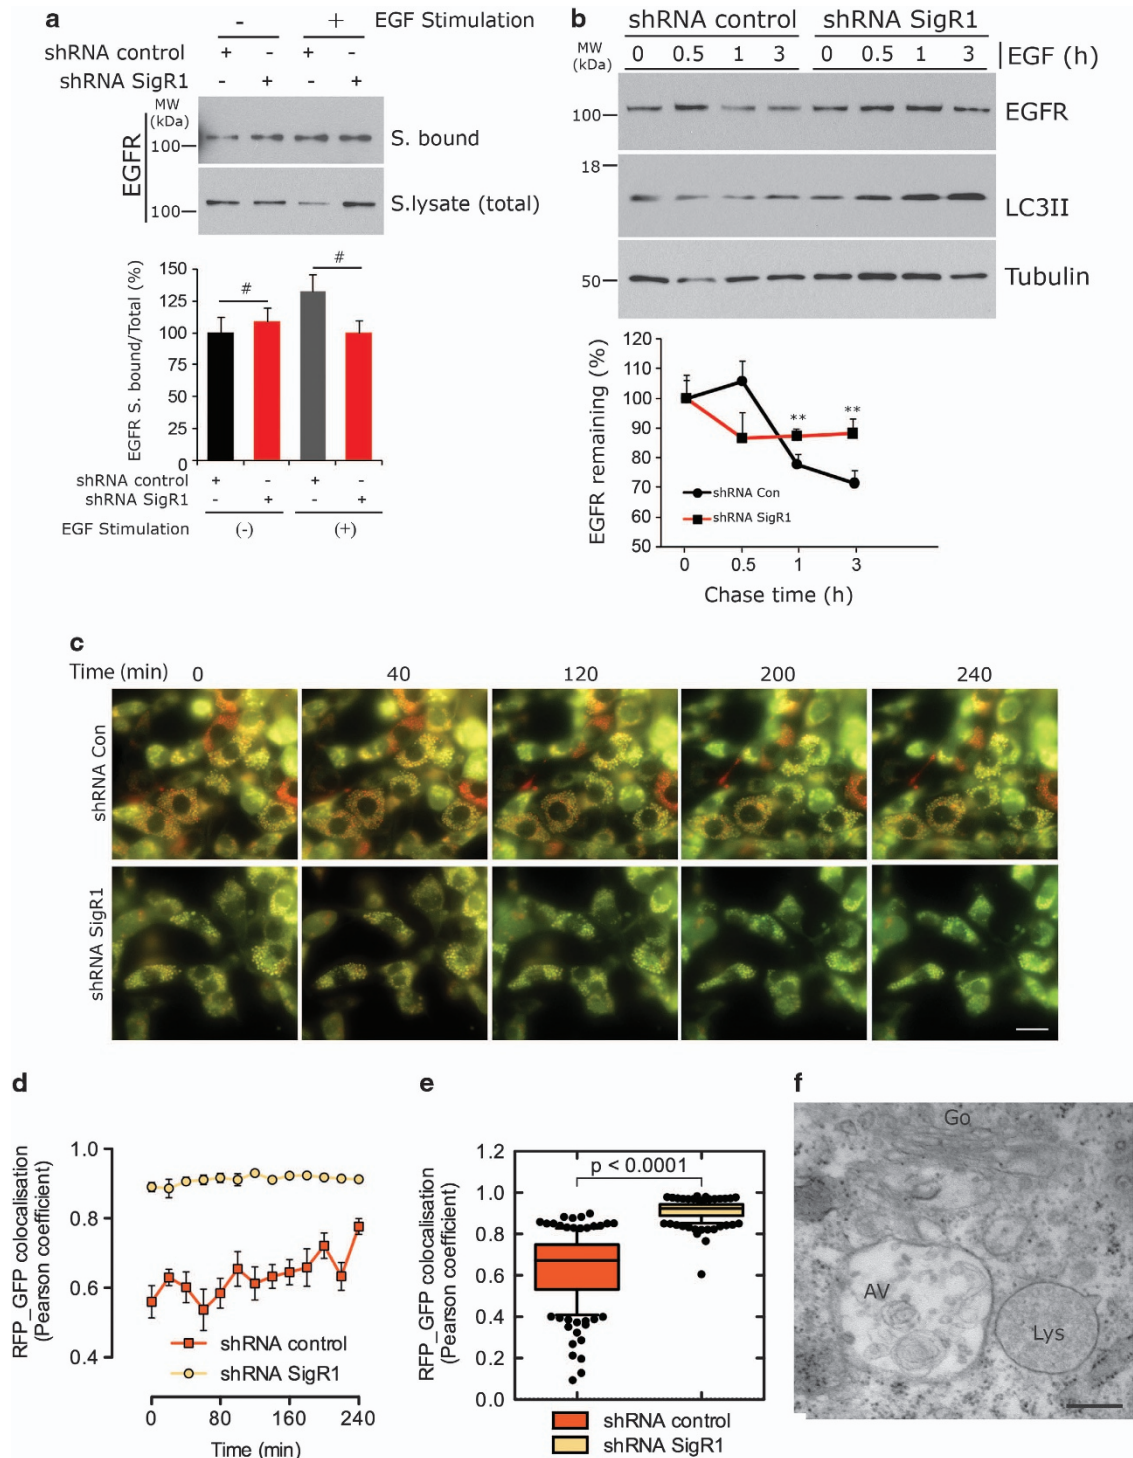 a
- + EGF Stimulation
shRNA control + - + -
shRNA SigR1 - + - +
MW
(kDa)
EGFR
100
S. bound
100
S.lysate (total)
EGFR S. bound/Total (%)
150
125
100
75
50
25
0
# #
shRNA control + - + -
shRNA SigR1 - + - +
EGF Stimulation (-) (+)
b
shRNA control shRNA SigR1
MW
(kDa)
0 0.5 1 3 0 0.5 1 3 EGF (h)
100
EGFR
18
LC3II
50
Tubulin
EGFR remaining (%)
120
110
100
90
80
70
60
50
** **
shRNA Con
shRNA SigR1
0 0.5 1 3
Chase time (h)
c
Time (min) 0 40 120 200 240
shRNA Con
shRNA SigR1
d
RFP_GFP colocalisation
(Pearson coefficient)
1.0
0.8
0.6
0.4
shRNA control
shRNA SigR1
0 80 160 240
Time (min)
e
RFP_GFP colocalisation
(Pearson coefficient)
1.2
1.0
0.8
0.6
0.4
0.2
0.0
p < 0.0001
shRNA control
shRNA SigR1
f
Go
AV
Lys